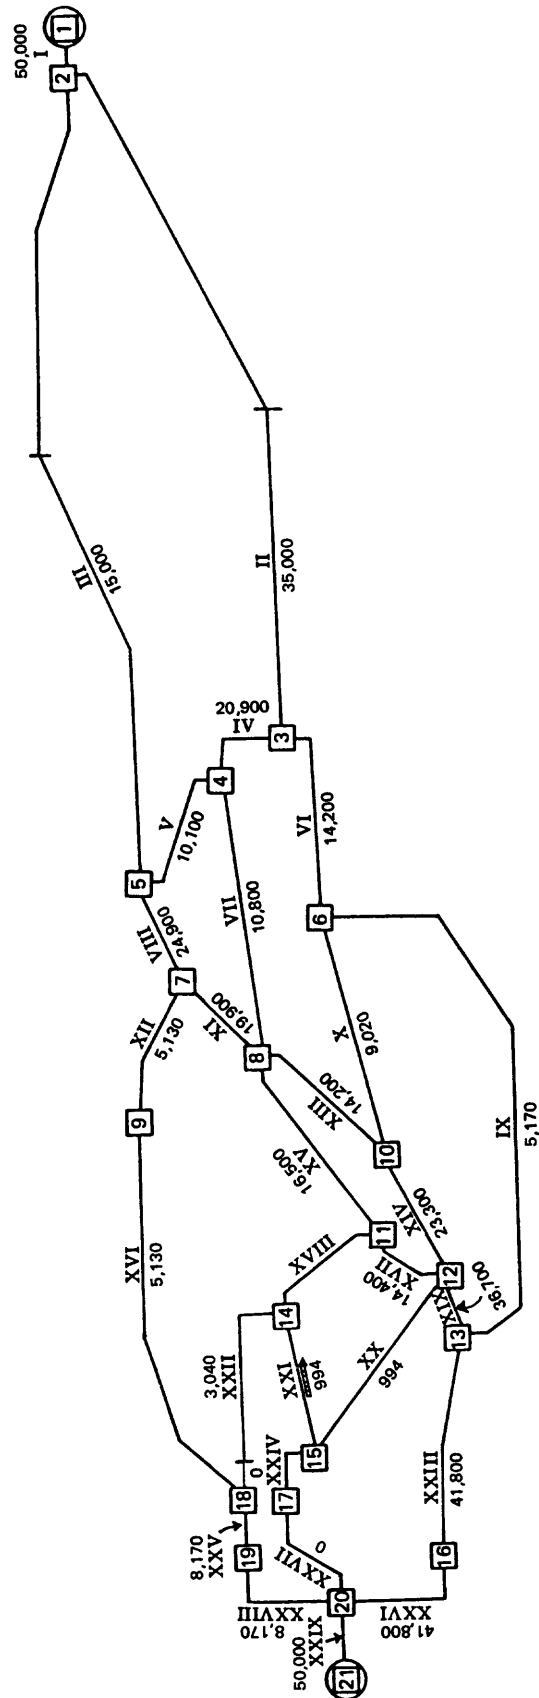 50,000
I
1
2
III
15,000
II
35,000
20,900
IV
3
4
V
10,100
5
VI
14,200
VII
10,800
VIII
24,900
6
7
XII
5,130
XI
19,900
8
X
9,020
XIII
14,200
9
IX
5,170
10
16,500
XV
XIV
23,300
XVI
5,130
XVIII
11
XVII
14,400
12
XIX
36,700
13
14
3,040
XXII
XXI
994
XX
994
0
XXIV
15
XXIII
41,800
18
17
8,170
XXV
19
XXVII
0
16
XXVIII
8,170
20
XXVI
41,800
50,000
XXIX
21